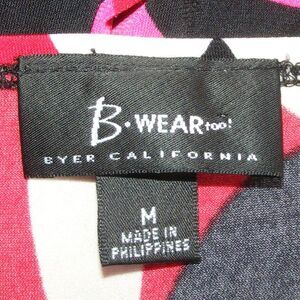 B. WEAR too!
BYER CALIFORNIA
M
MADE IN
PHILIPPINES